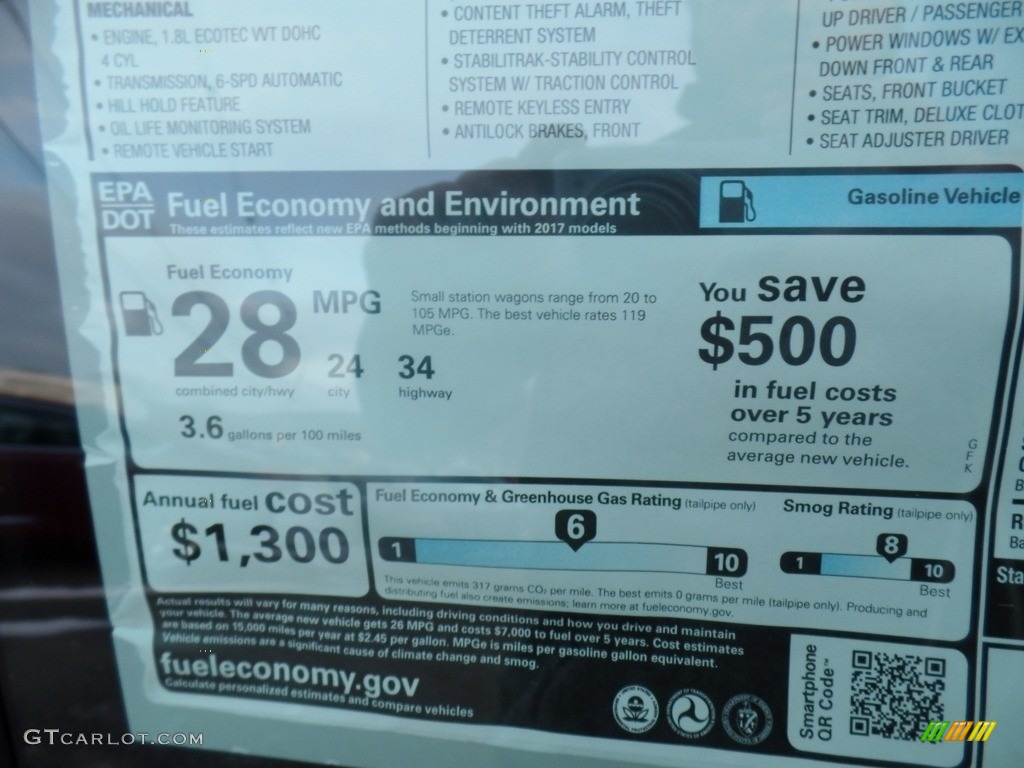 MECHANICAL
• ENGINE, 1.8L ECOTEC VVT DOHC
4 CYL
• TRANSMISSION, 6-SPD AUTOMATIC
• HILL HOLD FEATURE
• OIL LIFE MONITORING SYSTEM
• REMOTE VEHICLE START
• CONTENT THEFT ALARM, THEFT
DETERRENT SYSTEM
• STABILITRAK-STABILITY CONTROL
SYSTEM W/ TRACTION CONTROL
• REMOTE KEYLESS ENTRY
• ANTILOCK BRAKES, FRONT
UP DRIVER / PASSENGER
• POWER WINDOWS W/ EX
DOWN FRONT & REAR
• SEATS, FRONT BUCKET
• SEAT TRIM, DELUXE CLOT
• SEAT ADJUSTER DRIVER
EPA
DOT
Fuel Economy and Environment
These estimates reflect new EPA methods beginning with 2017 models
Gasoline Vehicle
Fuel Economy
28 MPG
combined city/hwy
24
city
34
highway
3.6 gallons per 100 miles
Small station wagons range from 20 to
105 MPG. The best vehicle rates 119
MPGe.
You save
$500
in fuel costs
over 5 years
compared to the
average new vehicle.
G
F
K
Annual fuel cost
$1,300
Fuel Economy & Greenhouse Gas Rating (tailpipe only)
1
6
10
Best
Smog Rating (tailpipe only)
1
8
10
Best
This vehicle emits 317 grams CO₂ per mile. The best emits 0 grams per mile (tailpipe only). Producing and
distributing fuel also create emissions; learn more at fueleconomy.gov.
Actual results will vary for many reasons, including driving conditions and how you drive and maintain
your vehicle. The average new vehicle gets 26 MPG and costs $7,000 to fuel over 5 years. Cost estimates
are based on 15,000 miles per year at $2.45 per gallon. MPGe is miles per gasoline gallon equivalent.
Vehicle emissions are a significant cause of climate change and smog.
fueleconomy.gov
Calculate personalized estimates and compare vehicles
Smartphone
QR Code™
R
Ba
Sta
GTCARLOT.COM